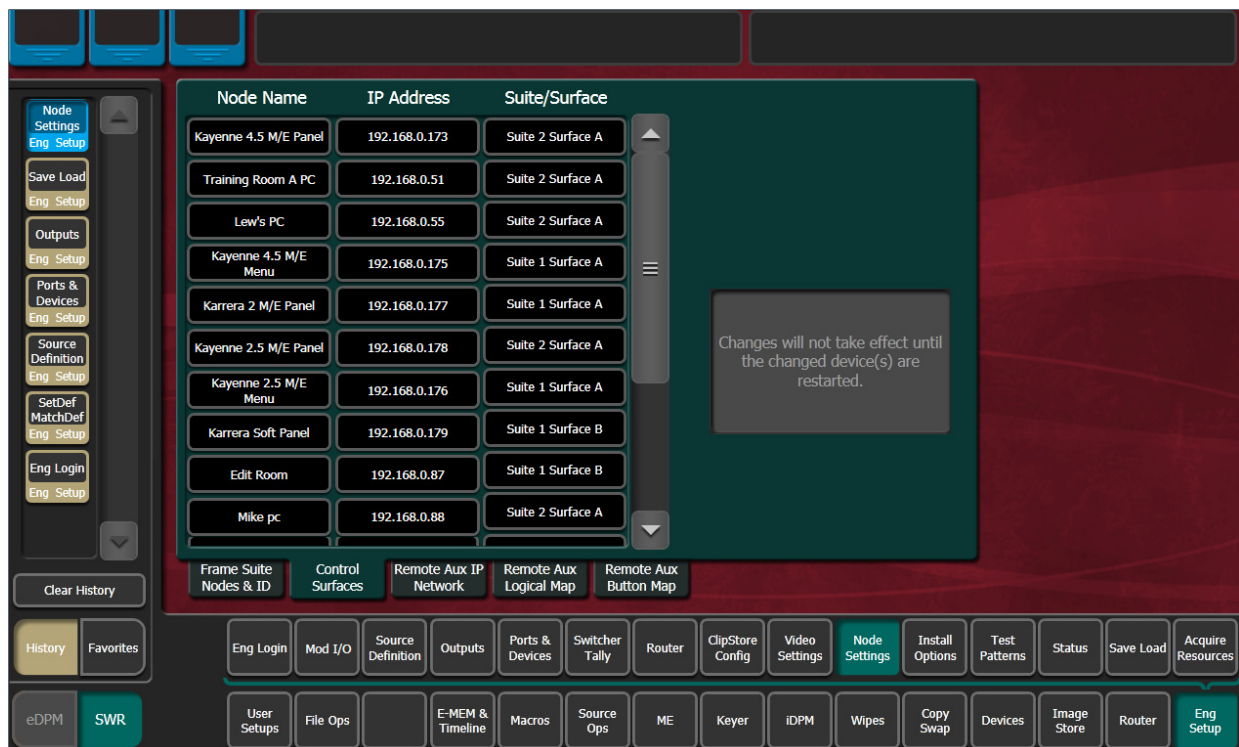 Node Name IP Address Suite/Surface
Kayenne 4.5 M/E Panel 192.168.0.173 Suite 2 Surface A
Training Room A PC 192.168.0.51 Suite 2 Surface A
Lew's PC 192.168.0.55 Suite 2 Surface A
Kayenne 4.5 M/E
Menu
192.168.0.175 Suite 1 Surface A
Karrera 2 M/E Panel 192.168.0.177 Suite 1 Surface A
Kayenne 2.5 M/E Panel 192.168.0.178 Suite 2 Surface A
Kayenne 2.5 M/E
Menu
192.168.0.176 Suite 1 Surface A
Karrera Soft Panel 192.168.0.179 Suite 1 Surface B
Edit Room 192.168.0.87 Suite 1 Surface B
Mike pc 192.168.0.88 Suite 2 Surface A
Changes will not take effect until
the changed device(s) are
restarted.
Node
Settings
Eng Setup
Save Load
Eng Setup
Outputs
Eng Setup
Ports &
Devices
Eng Setup
Source
Definition
Eng Setup
SetDef
MatchDef
Eng Setup
Eng Login
Eng Setup
Clear History
History
Favorites
Frame Suite
Nodes & ID
Control
Surfaces
Remote Aux IP
Network
Remote Aux
Logical Map
Remote Aux
Button Map
Eng Login
Mod I/O
Source
Definition
Outputs
Ports &
Devices
Switcher
Tally
Router
ClipStore
Config
Video
Settings
Node
Settings
Install
Options
Test
Patterns
Status
Save Load
Acquire
Resources
eDPM
SWR
User
Setups
File Ops
E-MEM &
Timeline
Macros
Source
Ops
ME
Keyer
iDPM
Wipes
Copy
Swap
Devices
Image
Store
Router
Eng
Setup